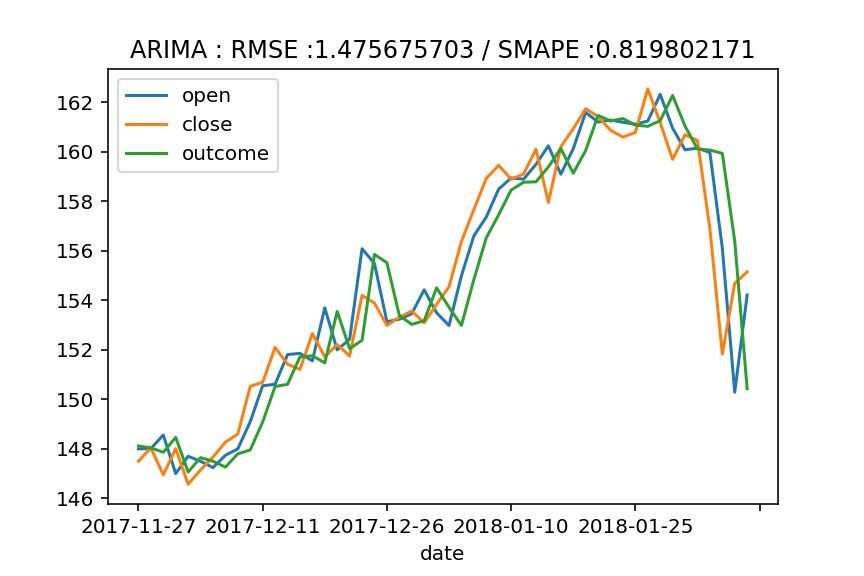 ARIMA : RMSE :1.475675703 / SMAPE :0.819802171
open
close
outcome
162
160
158
156
154
152
150
148
146
2017-11-27 2017-12-11 2017-12-26 2018-01-10 2018-01-25
date